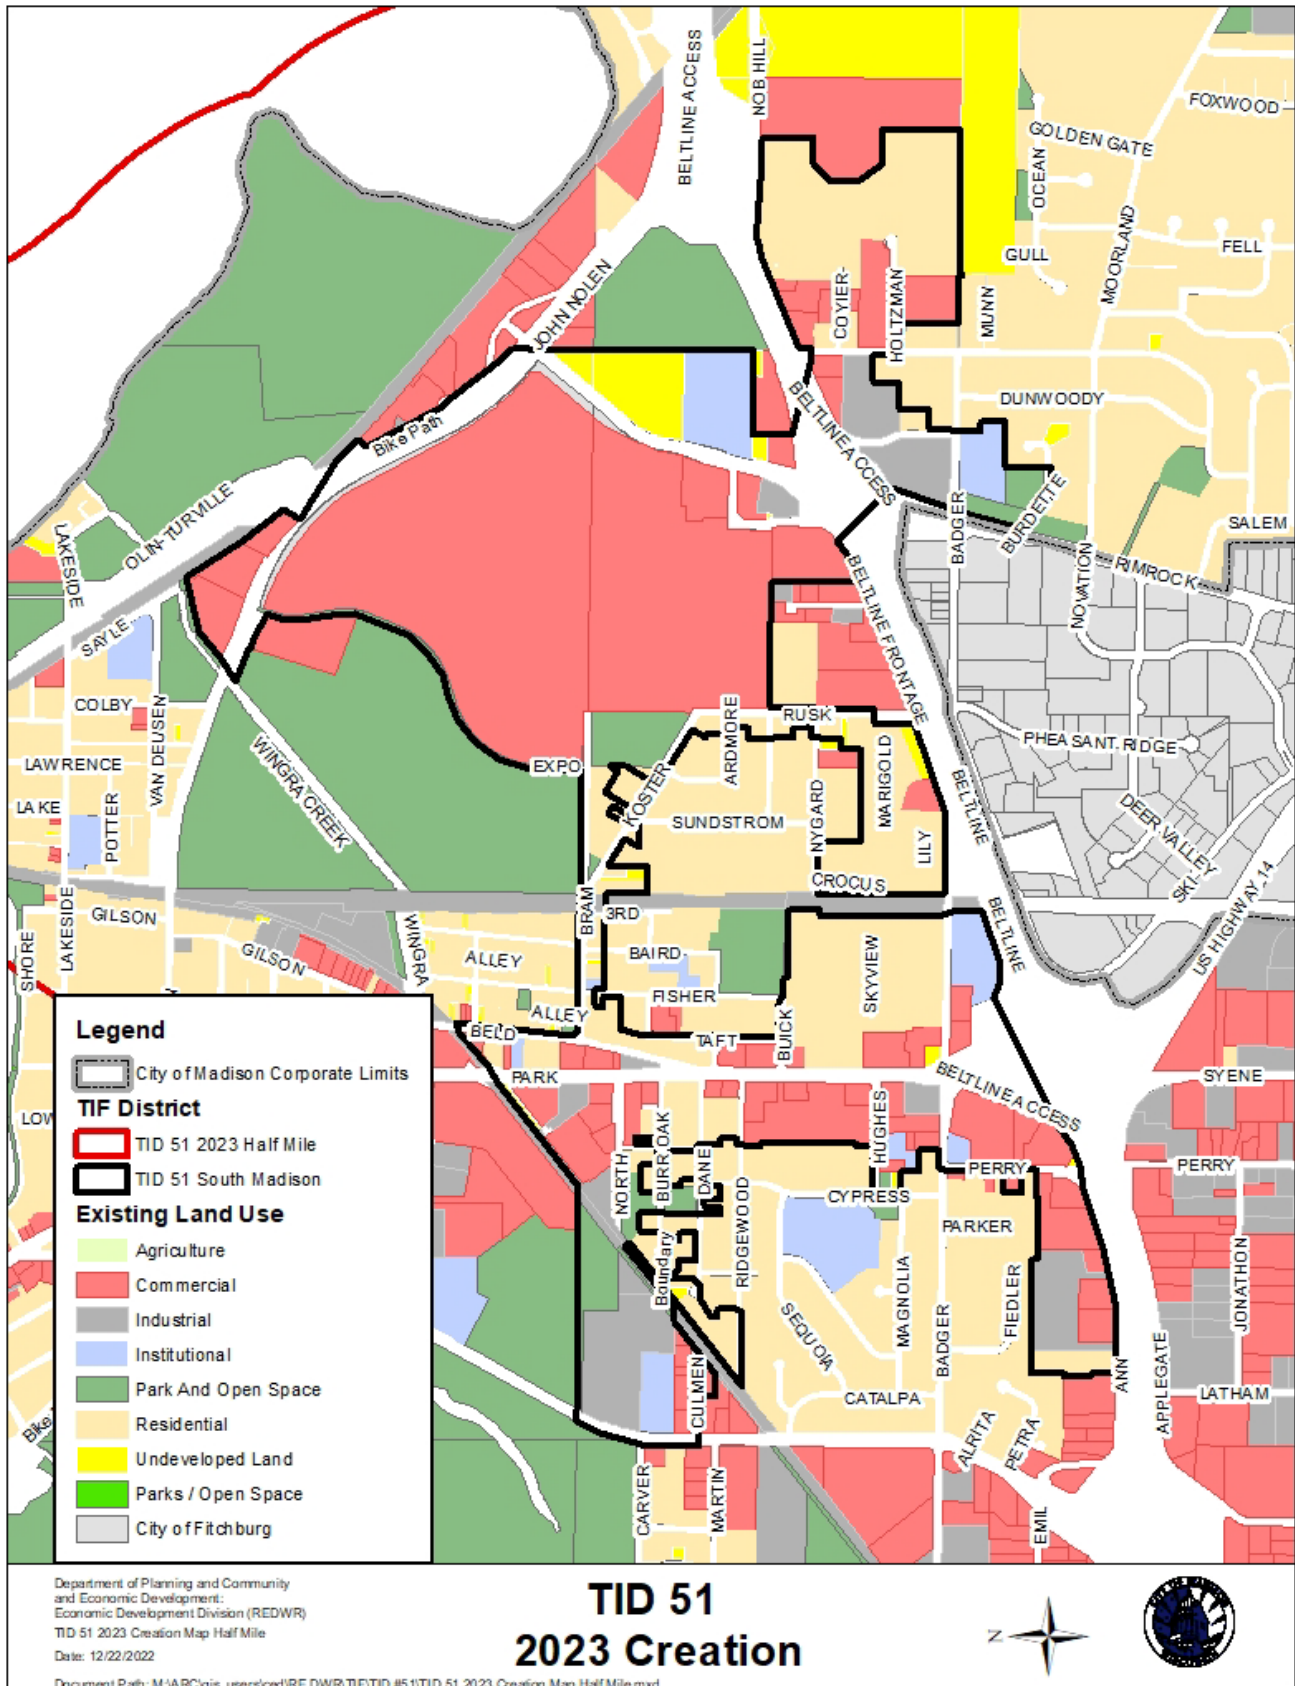 BELTLINE ACCESS
NOB HILL
FOXWOOD
GOLDEN GATE
OCEAN
MOORLAND
GULL
FELL
JOHN NOLEN
COYIER
HOLTZMAN
MUNN
DUNWOODY
Bike Path
BELTLINE ACCESS
BADGER
BURDETTE
SALEM
RIMROCK
NOVATION
LAKESIDE
OLIN-TURVILLE
SAYLE
BELTLINE FRONTAGE
COLBY
VAN DEUSEN
LAWRENCE
LAKE
POTTER
WINGRA CREEK
EXPO
KOSTER
ARDMORE
RUSK
SUNDSTROM
NYGARD
MARIGOLD
LILY
BELTLINE
PHEASANT RIDGE
DEER VALLEY
SKI
US HIGHWAY 14
CROCUS
SHORE
LAKESIDE
GILSON
GILSON
WINGRA
BRAM
3RD
ALLEY
BAIRD
ALLEY
FISHER
BELD
TAFT
BUICK
SKYVIEW
BELTLINE
PARK
BELTLINE ACCESS
SYENE
NORTH
BURR OAK
DANE
RIDGEWOOD
HUGHES
PERRY
PERRY
CYPRESS
PARKER
Boundary
SEQUOIA
MAGNOLIA
BADGER
FIEDLER
CULMEN
CATALPA
ANN
APPLEGATE
JONATHON
LATHAM
ALRITA
PETRA
CARVER
MARTIN
EMIL
LOW
Bike
Legend
City of Madison Corporate Limits
TIF District
TID 51 2023 Half Mile
TID 51 South Madison
Existing Land Use
Agriculture
Commercial
Industrial
Institutional
Park And Open Space
Residential
Undeveloped Land
Parks / Open Space
City of Fitchburg
Department of Planning and Community
and Economic Development:
Economic Development Division (REDWR)
TID 51 2023 Creation Map Half Mile
Date: 12/22/2022
TID 51
2023 Creation
N